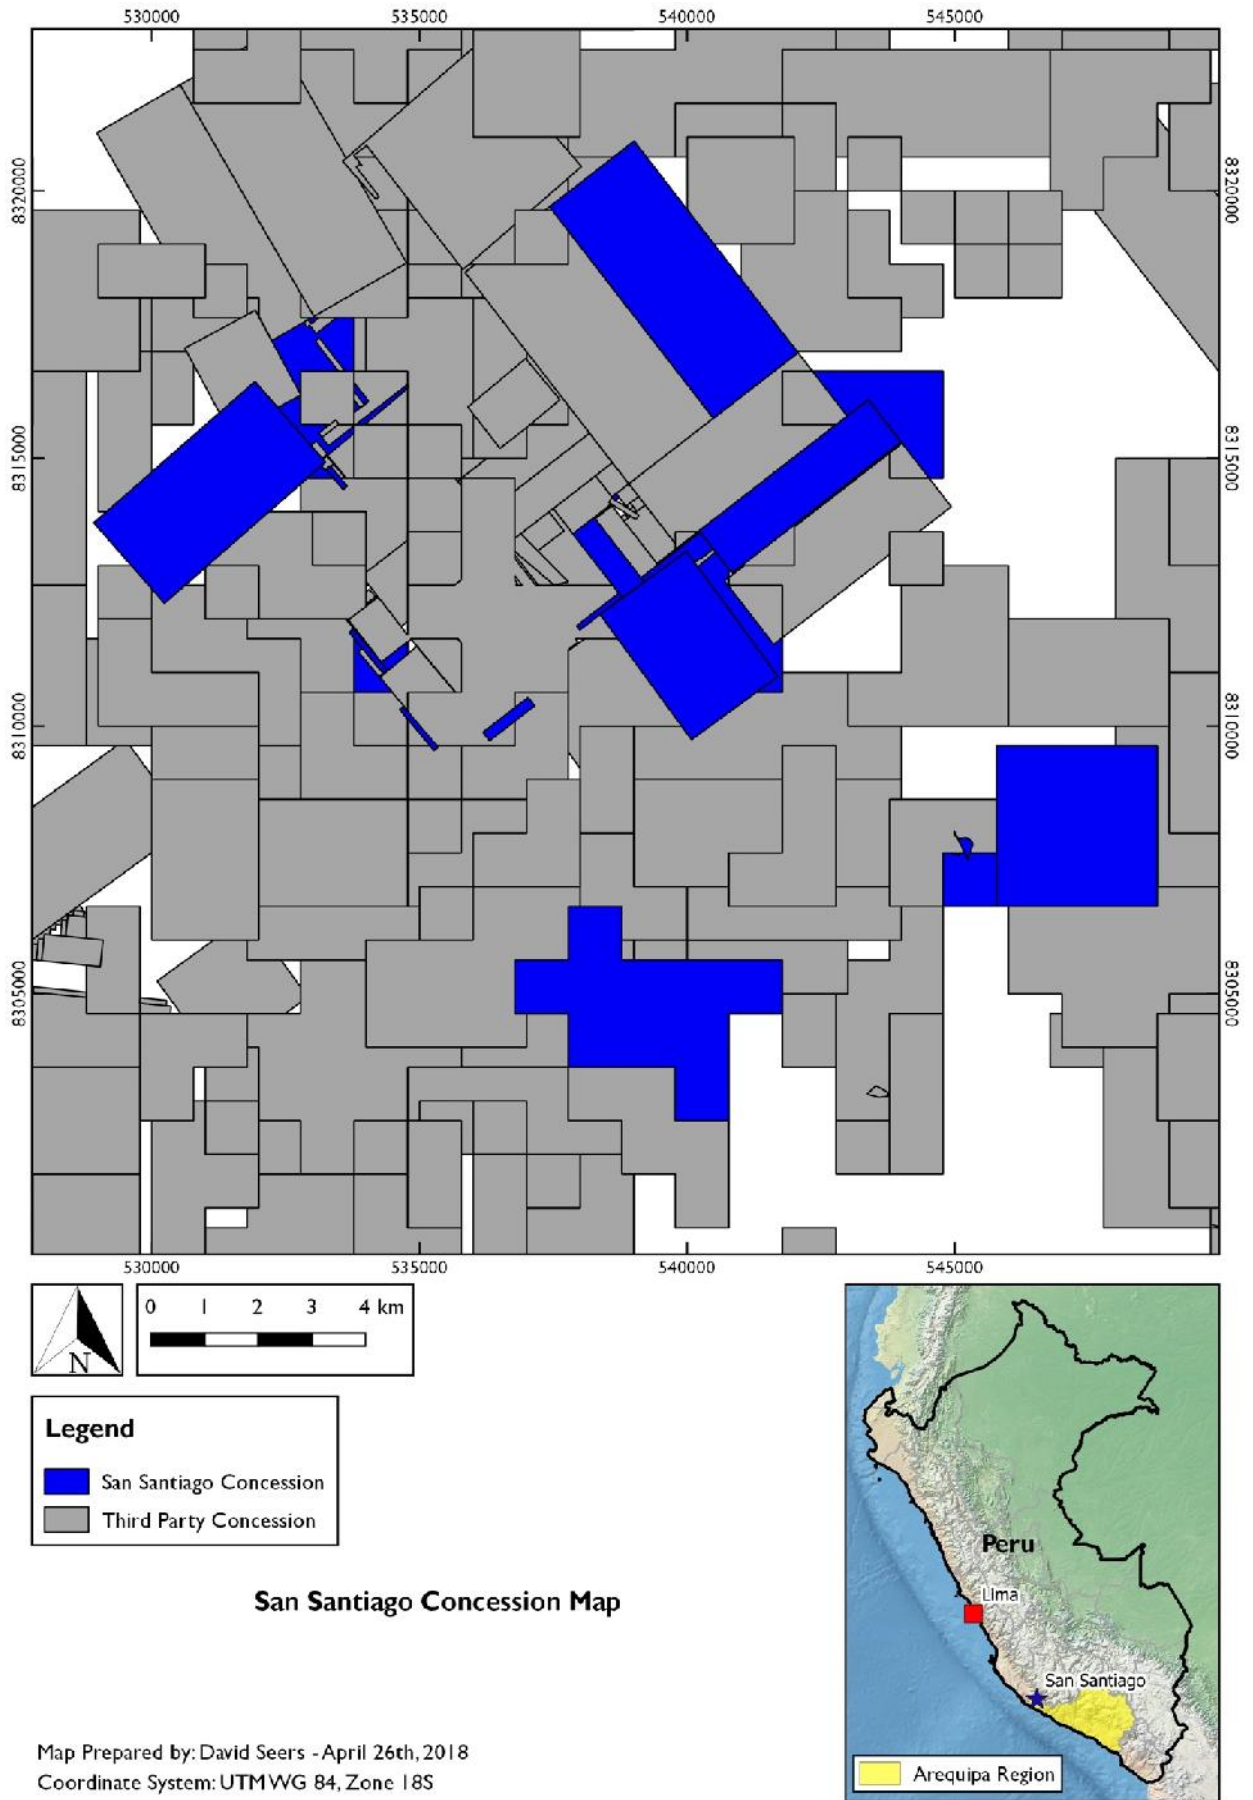 530000 535000 540000 545000
8320000 8320000
8315000 8315000
8310000 8310000
8305000 8305000
530000 535000 540000 545000
N
0 1 2 3 4 km
Legend
San Santiago Concession
Third Party Concession
San Santiago Concession Map
Map Prepared by: David Seers - April 26th, 2018
Coordinate System: UTM WG 84, Zone 18S
Peru
Lima
San Santiago
Arequipa Region